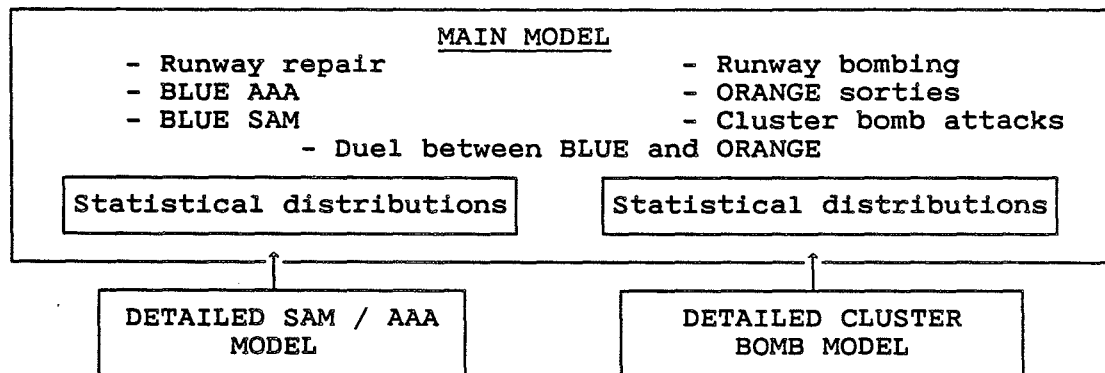 MAIN MODEL
- Runway repair - Runway bombing
- BLUE AAA - ORANGE sorties
- BLUE SAM - Cluster bomb attacks
- Duel between BLUE and ORANGE
Statistical distributions Statistical distributions
DETAILED SAM / AAA DETAILED CLUSTER
MODEL BOMB MODEL